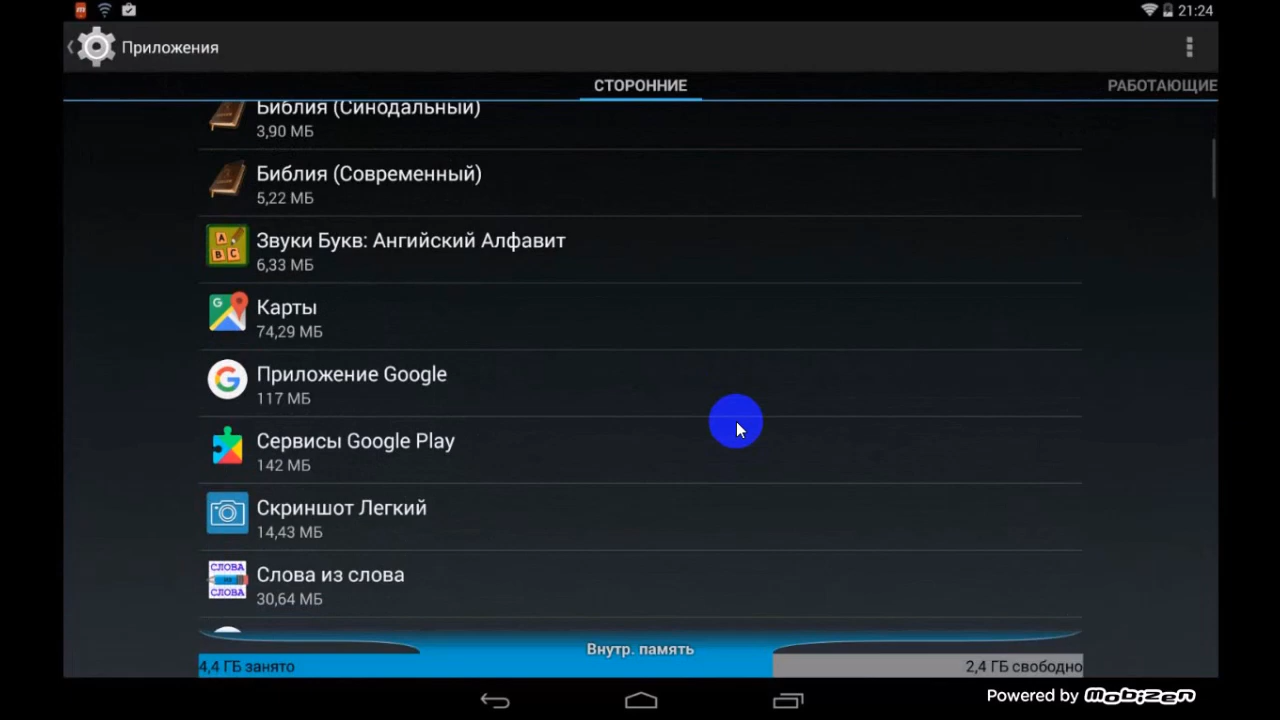 21:24
Приложения
СТОРОННИЕ
РАБОТАЮЩИЕ
Библия (Синодальный)
3,90 МБ
Библия (Современный)
5,22 МБ
A
B C
Звуки Букв: Ангийский Алфавит
6,33 МБ
G
Карты
74,29 МБ
G
Приложение Google
117 МБ
Сервисы Google Play
142 МБ
Скриншот Легкий
14,43 МБ
СЛОВА
СЛОВА
Слова из слова
30,64 МБ
Внутр. память
4,4 ГБ занято
2,4 ГБ свободно
Powered by mobizen